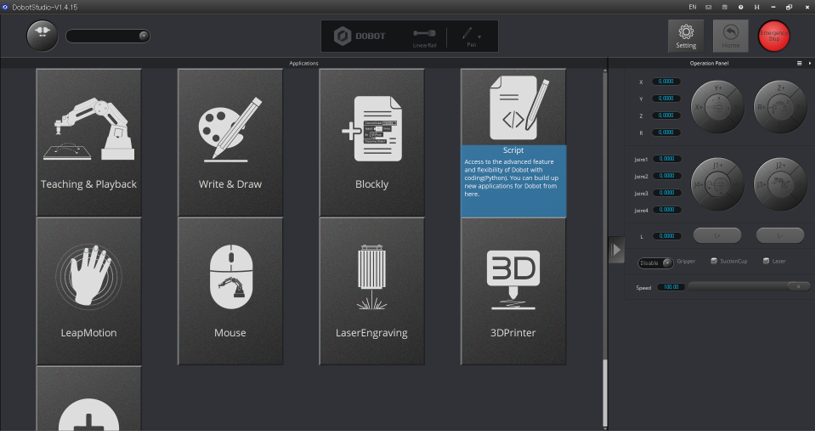 DobotStudio-V1.4.15
EN
DOBOT
Linear Rail
Pen
Setting
Home
Emergency
Stop
Applications
Operation Panel
Teaching & Playback
Write & Draw
Blockly
Script
Access to the advanced feature
and flexibility of Dobot with
coding(Python). You can build up
new applications for Dobot from
here.
LeapMotion
Mouse
LaserEngraving
3D
3DPrinter
X 0.0000
Y 0.0000
Z 0.0000
R 0.0000
Y+
X+
Z+
R+
Joint1 0.0000
Joint2 0.0000
Joint3 0.0000
Joint4 0.0000
J1+
J2+
L 0.0000
Disable
Gripper
SuctionCup
Laser
Speed 100.00